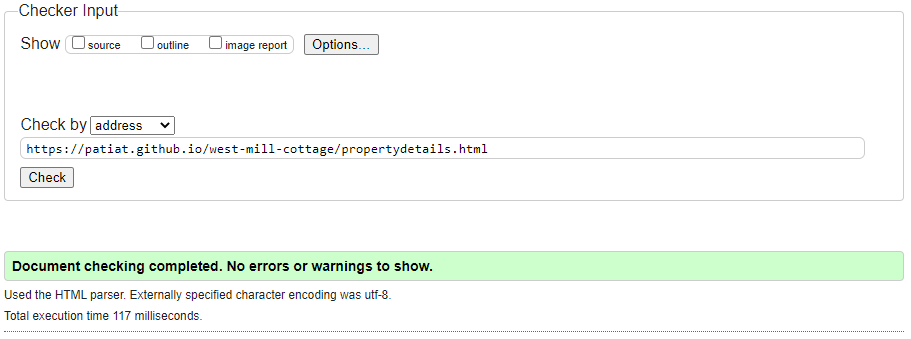 Checker Input
Show source outline image report Options...
Check by address
https://patiat.github.io/west-mill-cottage/propertydetails.html
Check
Document checking completed. No errors or warnings to show.
Used the HTML parser. Externally specified character encoding was utf-8.
Total execution time 117 milliseconds.